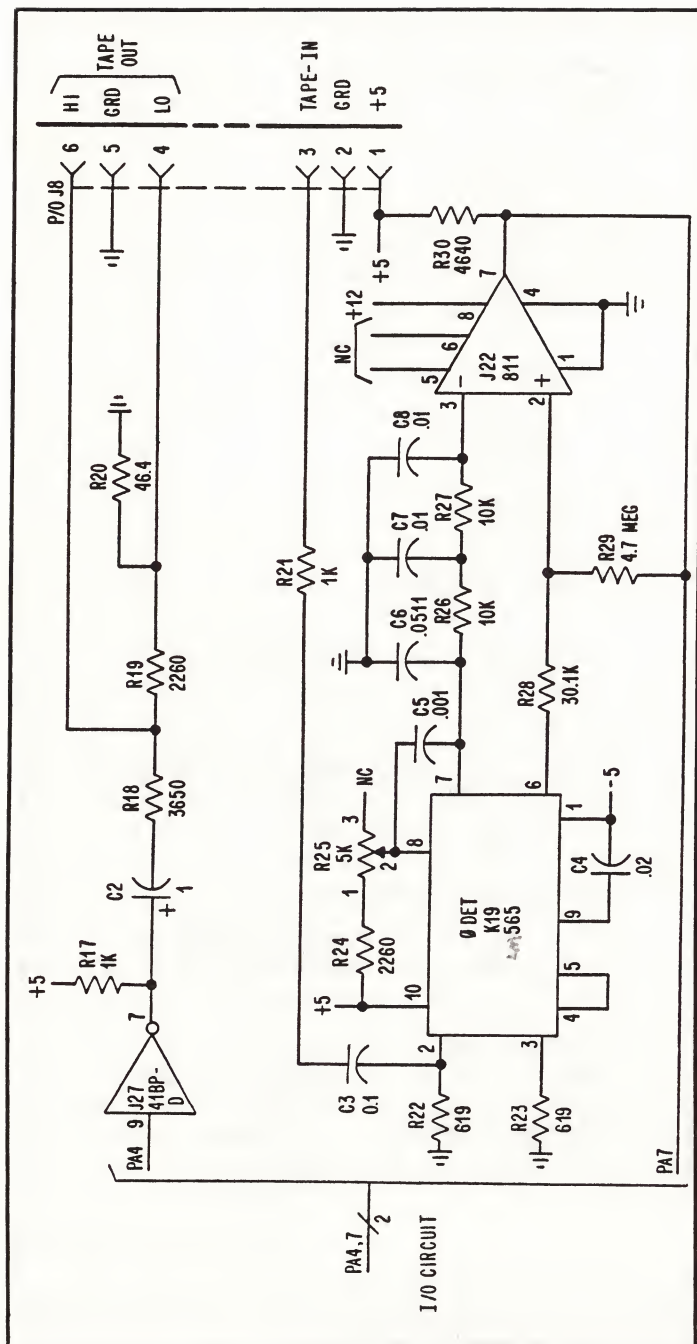 TAPE
OUT
HI
GRD
LO
6
5
4
P/O J8
TAPE-IN
GRD
+5
3
2
1
+5
R17
1K
7
J27
41BP-
D
9
PA4
C2
+
1
R18
3650
R19
2260
R20
46.4
R21
1K
NC
+12
5
6
8
R30
4640
+5
7
J22
811
−
+
3
2
4
1
C8
.01
C7
.01
C6
.0511
R27
10K
R26
10K
C5
.001
NC
R25
5K
3
2
1
R24
2260
+5
C3
0.1
10
8
7
2
Ø DET
K19
LM 565
6
3
4
5
9
1
R22
619
R23
619
C4
.02
-5
R28
30.1K
R29
4.7 MEG
PA7
PA4,7
2
I/O CIRCUIT